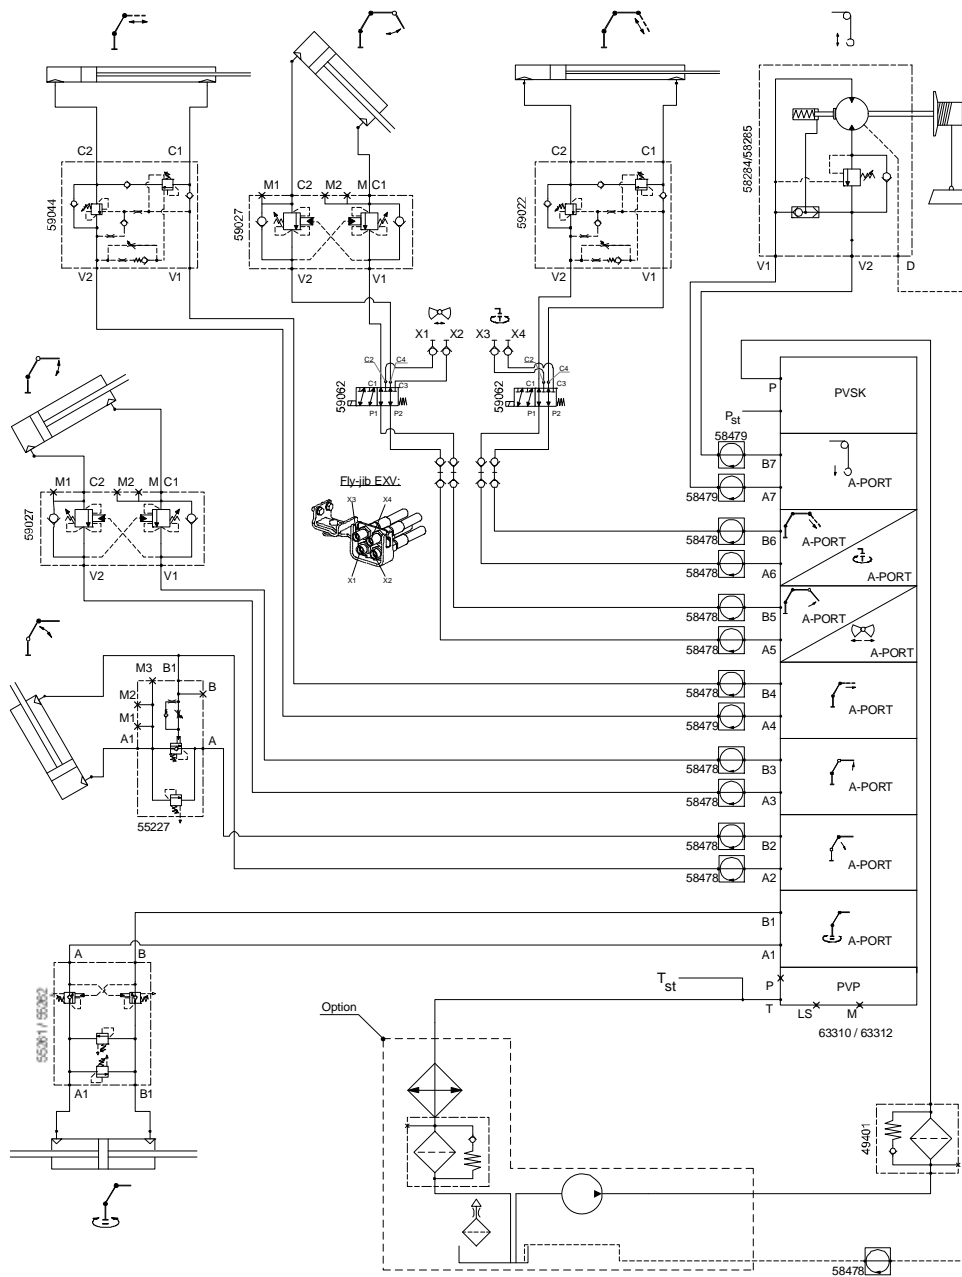 C2 C1
59044
V2 V1
M1 C2 M2 M C1
59027
V2 V1
C2 C1
59022
V2 V1
58284/58285
V1 V2 D
X1 X2 X3 X4
C2 C4
C1 C3
59062
P1 P2
C2 C4
C1 C3
59062
P1 P2
P
PVSK
Pst
58479
B7
58479
A7
A-PORT
Fly-jib EXV:
X3 X4
X1 X2
M1 C2 M2 M C1
59027
V2 V1
58478
B6
58478
A6
A-PORT
A-PORT
58478
B5
58478
A5
A-PORT
A-PORT
M3 B1
B
M2
M1
A1 A
55227
58478
B4
58479
A4
A-PORT
58478
B3
58478
A3
A-PORT
58478
B2
58478
A2
A-PORT
B1
A1
A-PORT
A B
55261 / 55262
A1 B1
Tst
P
T
PVP
LS M
63310 / 63312
Option
49401
58478